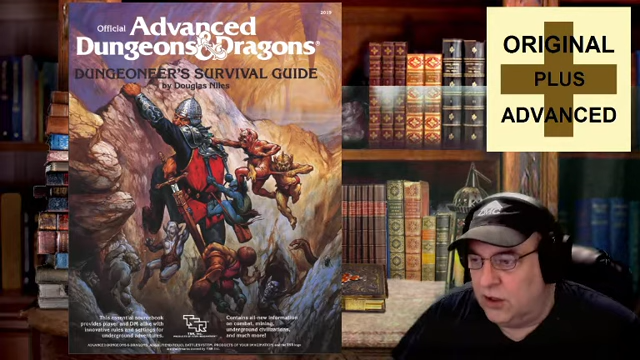 2019
Official Advanced
Dungeons & Dragons®
DUNGEONEER'S SURVIVAL GUIDE
by Douglas Niles
This essential sourcebook
provides player and DM alike with
innovative rules and settings for
underground adventures.
Contains all-new information
on combat, mining,
underground civilizations,
and much more!
ORIGINAL
PLUS
ADVANCED